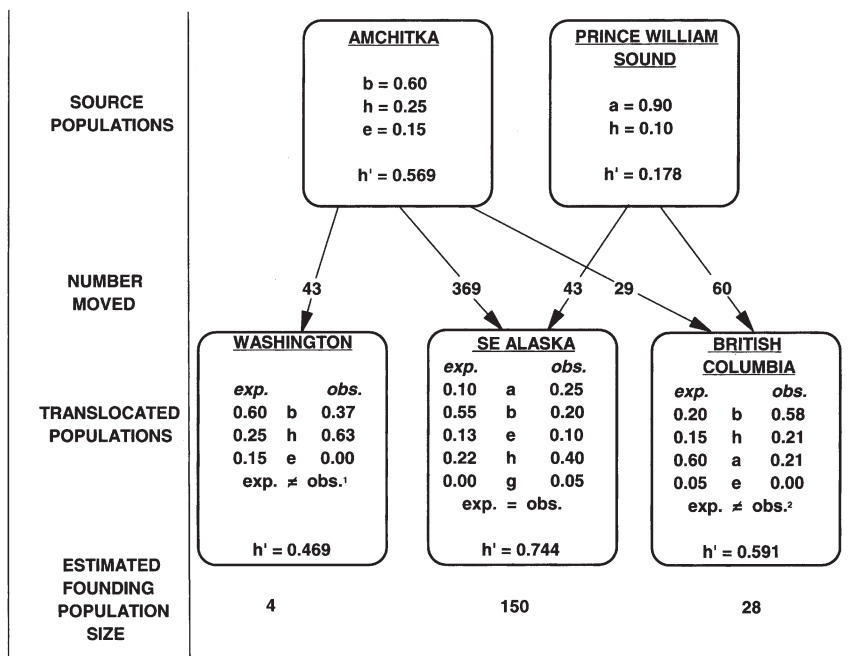 AMCHITKA
b = 0.60
h = 0.25
e = 0.15
h' = 0.569
PRINCE WILLIAM
SOUND
a = 0.90
h = 0.10
h' = 0.178
SOURCE
POPULATIONS
NUMBER
MOVED
43
369
43
29
60
TRANSLOCATED
POPULATIONS
WASHINGTON
exp. obs.
0.60 b 0.37
0.25 h 0.63
0.15 e 0.00
exp. ≠ obs.¹
h' = 0.469
SE ALASKA
exp. obs.
0.10 a 0.25
0.55 b 0.20
0.13 e 0.10
0.22 h 0.40
0.00 g 0.05
exp. = obs.
h' = 0.744
BRITISH
COLUMBIA
exp. obs.
0.20 b 0.58
0.15 h 0.21
0.60 a 0.21
0.05 e 0.00
exp. ≠ obs.²
h' = 0.591
ESTIMATED
FOUNDING
POPULATION
SIZE
4
150
28